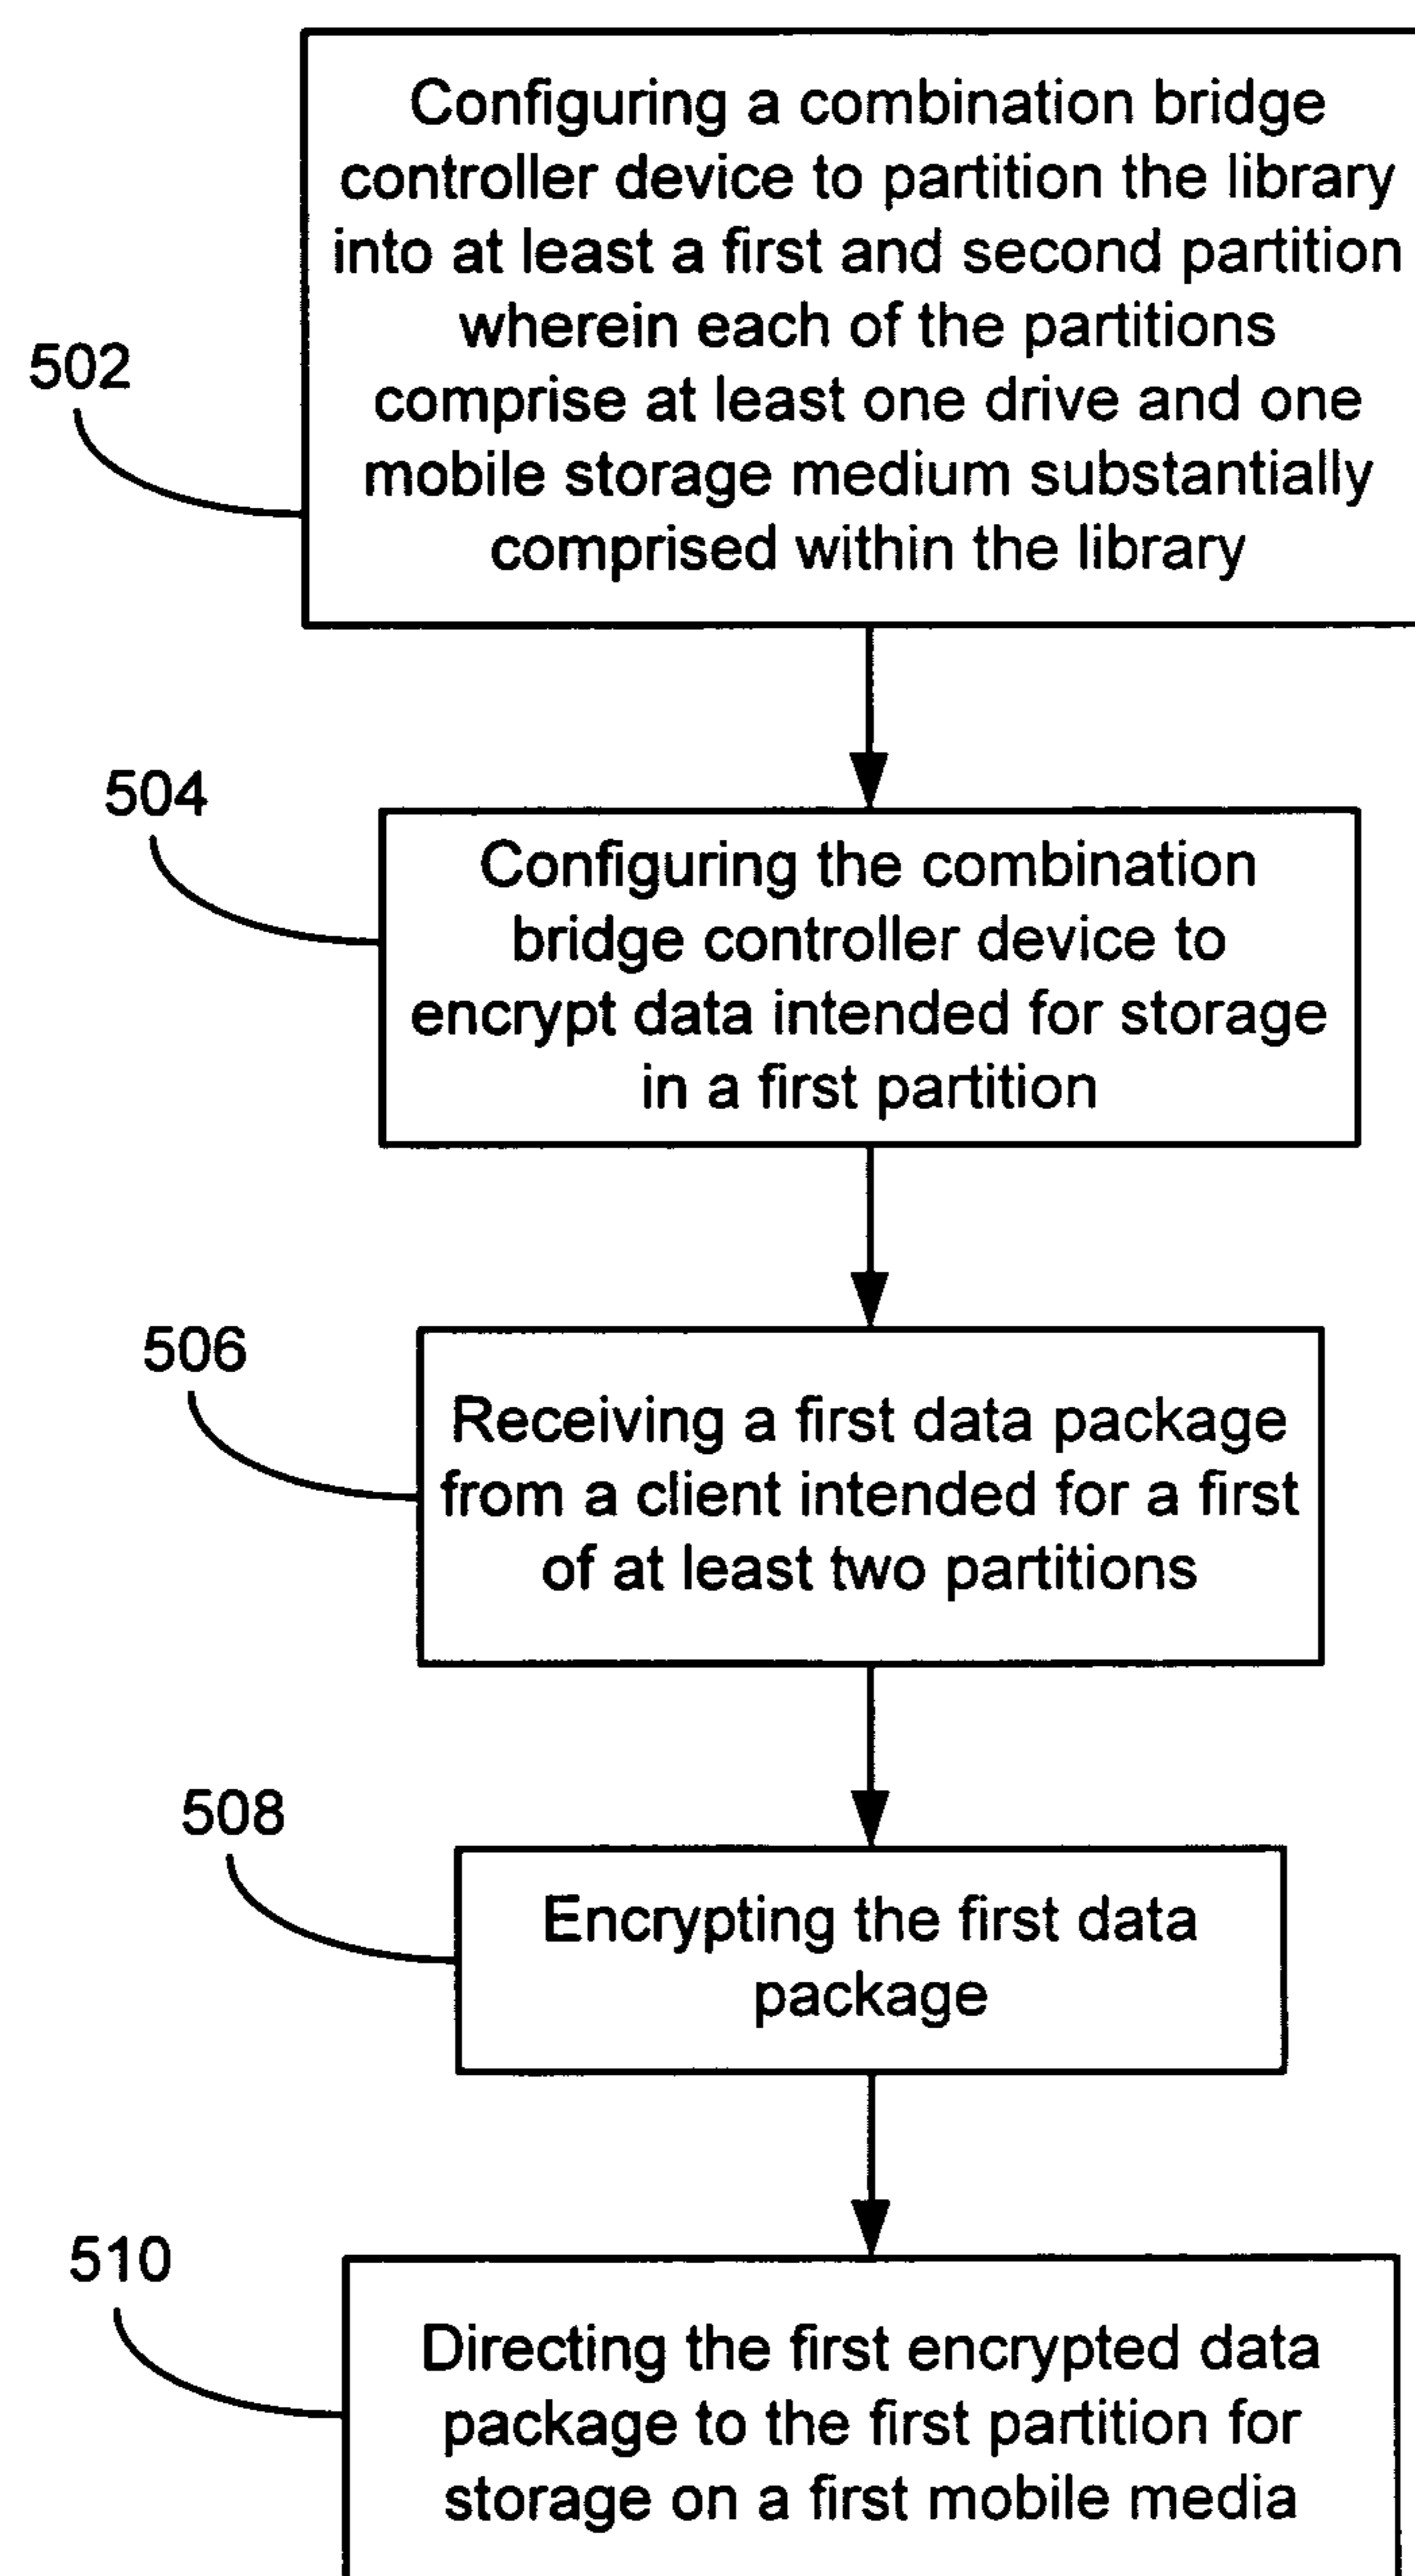 Configuring a combination bridge
controller device to partition the library
into at least a first and second partition
wherein each of the partitions
comprise at least one drive and one
mobile storage medium substantially
comprised within the library
502
504
Configuring the combination
bridge controller device to
encrypt data intended for storage
in a first partition
506
Receiving a first data package
from a client intended for a first
of at least two partitions
508
Encrypting the first data
package
510
Directing the first encrypted data
package to the first partition for
storage on a first mobile media